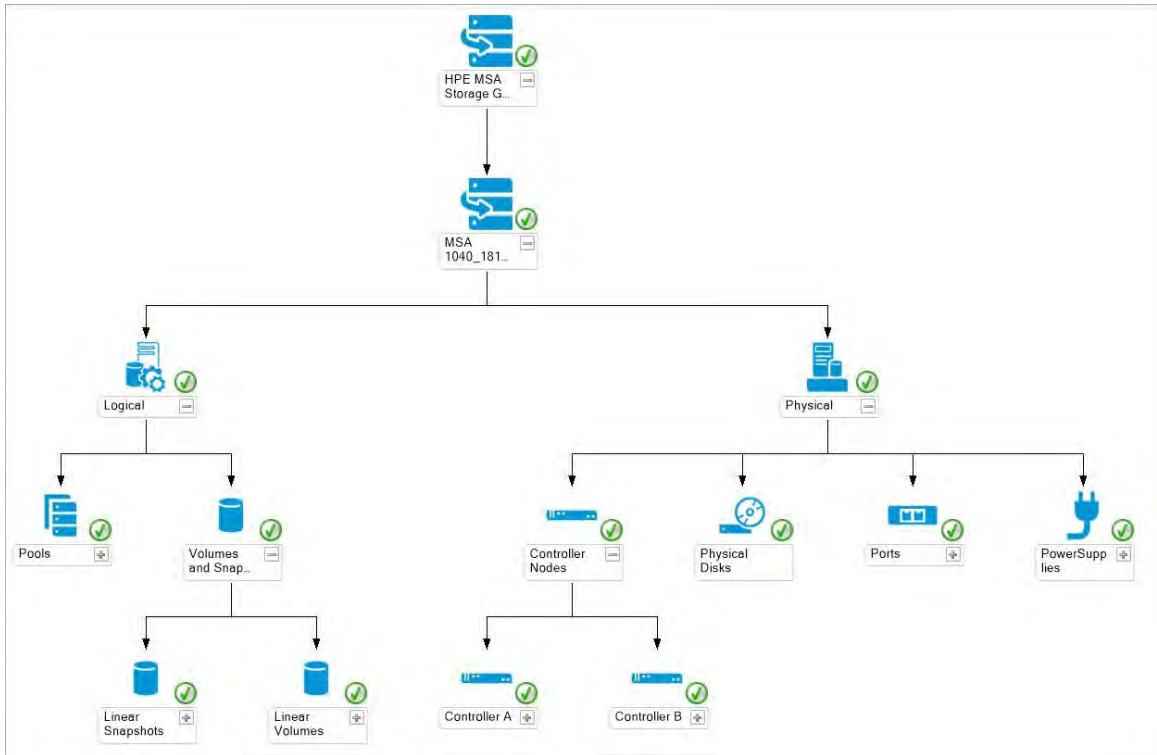 HPE MSA
Storage G...
MSA
1040_181...
Logical
Physical
Pools
Volumes
and Snap...
Controller
Nodes
Physical
Disks
Ports
PowerSupp
lies
Linear
Snapshots
Linear
Volumes
Controller A
Controller B